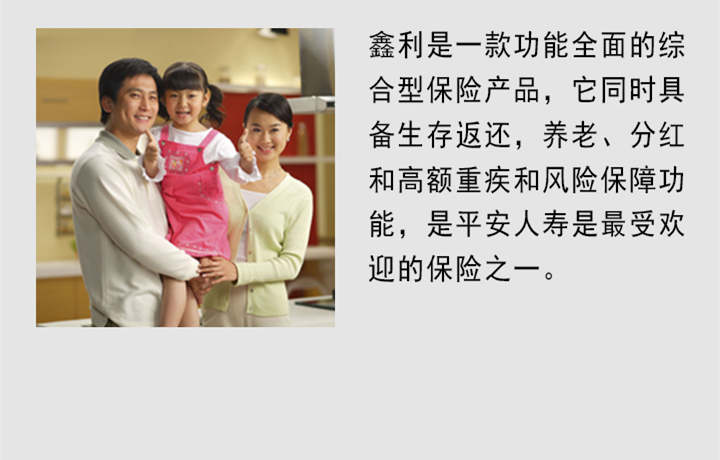 鑫利是一款功能全面的综
合型保险产品，它同时具
备生存返还，养老、分红
和高额重疾和风险保障功
能，是平安人寿是最受欢
迎的保险之一。